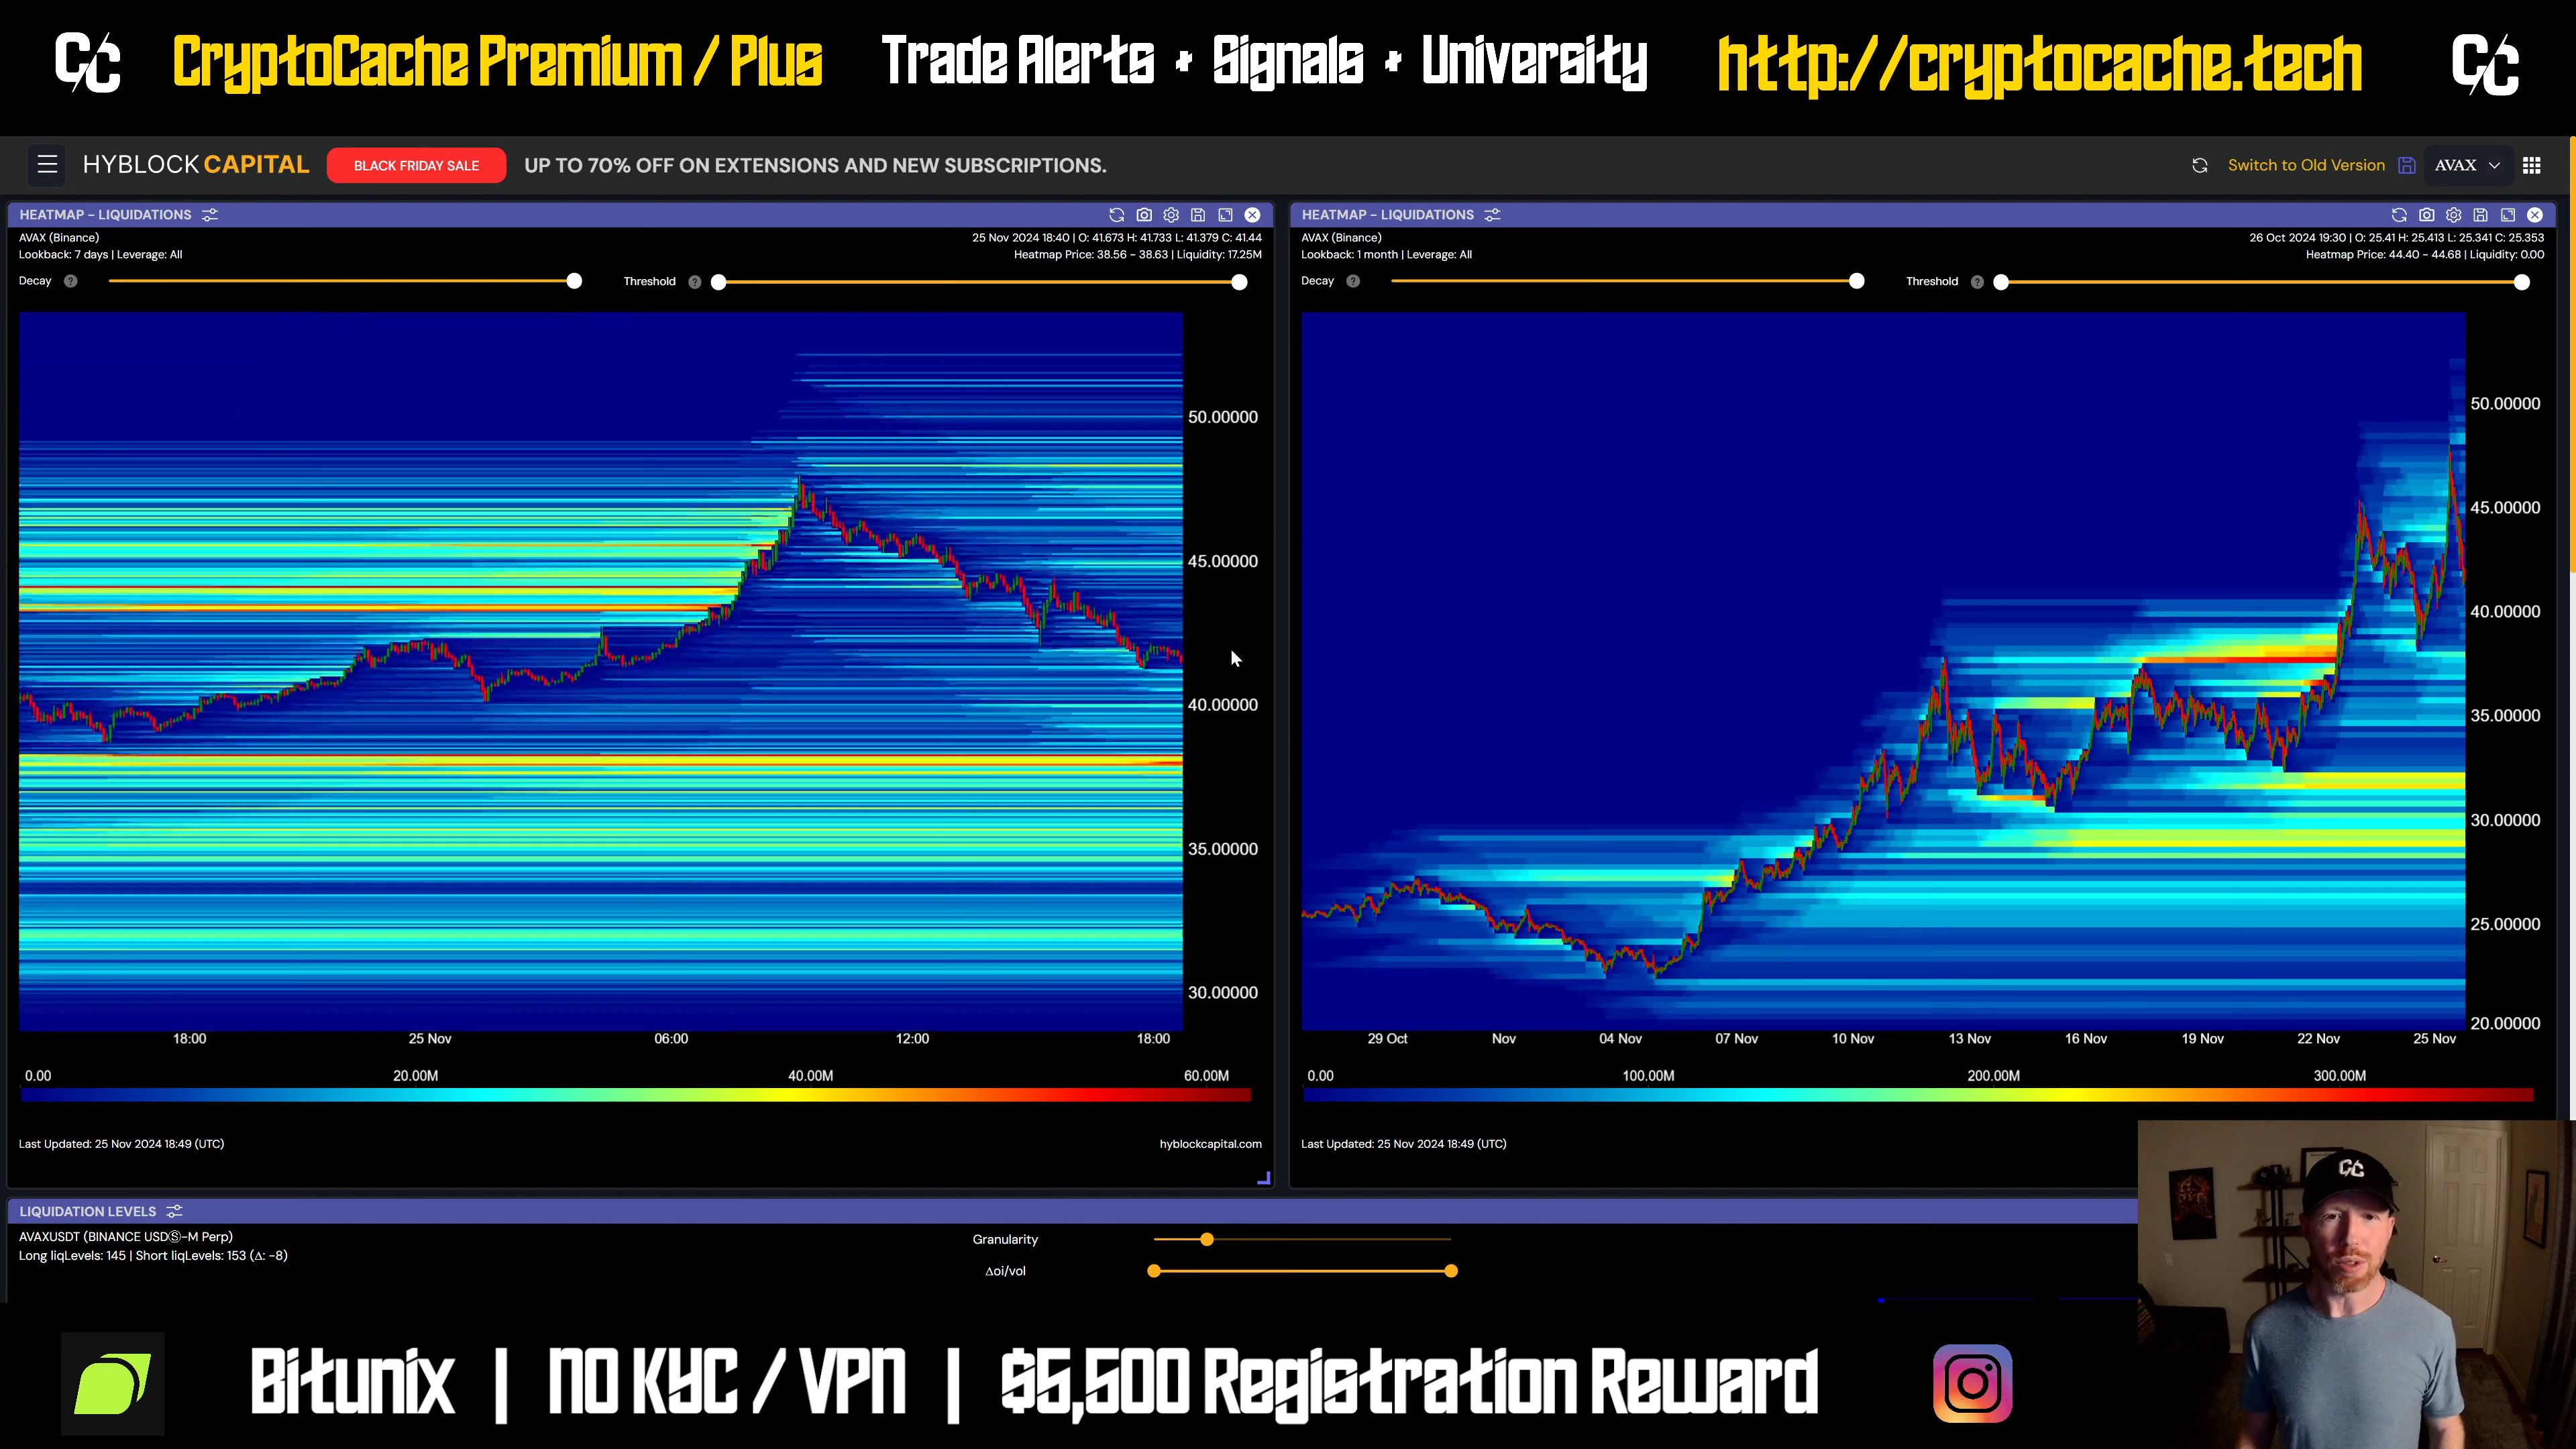 CC CryptoCache Premium / Plus Trade Alerts + Signals + University http://cryptocache.tech CC
HYBLOCK CAPITAL BLACK FRIDAY SALE UP TO 70% OFF ON EXTENSIONS AND NEW SUBSCRIPTIONS. Switch to Old Version AVAX
HEATMAP - LIQUIDATIONS
AVAX (Binance) 25 Nov 2024 18:40 | O: 41.673 H: 41.733 L: 41.379 C: 41.44
Lookback: 7 days | Leverage: All Heatmap Price: 38.56 - 38.63 | Liquidity: 17.25M
Decay ? Threshold ?
50.00000
45.00000
40.00000
35.00000
30.00000
18:00 25 Nov 06:00 12:00 18:00
0.00 20.00M 40.00M 60.00M
Last Updated: 25 Nov 2024 18:49 (UTC) hyblockcapital.com
HEATMAP - LIQUIDATIONS
AVAX (Binance) 26 Oct 2024 19:30 | O: 25.41 H: 25.413 L: 25.341 C: 25.353
Lookback: 1 month | Leverage: All Heatmap Price: 44.40 - 44.68 | Liquidity: 0.00
Decay ? Threshold ?
50.00000
45.00000
40.00000
35.00000
30.00000
25.00000
20.00000
29 Oct Nov 04 Nov 07 Nov 10 Nov 13 Nov 16 Nov 19 Nov 22 Nov 25 Nov
0.00 100.00M 200.00M 300.00M
Last Updated: 25 Nov 2024 18:49 (UTC)
LIQUIDATION LEVELS
AVAXUSDT (BINANCE USDⓈ-M Perp) Granularity
Long liqLevels: 145 | Short liqLevels: 153 (Δ: -8)
Δoi/vol
CC
Bitunix | NO KYC / VPN | $5,500 Registration Reward